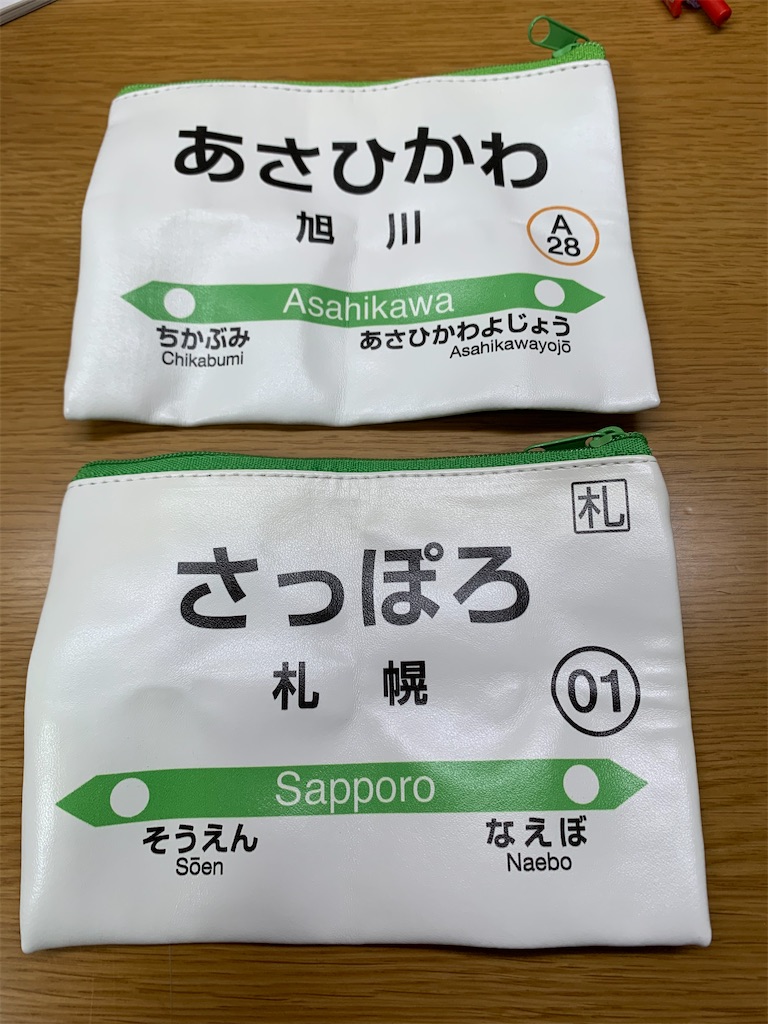 あさひかわ
旭 川
A
28
Asahikawa
ちかぶみ
Chikabumi
あさひかわよじょう
Asahikawayojō
札
さっぽろ
札 幌
01
Sapporo
そうえん
Sōen
なえぼ
Naebo